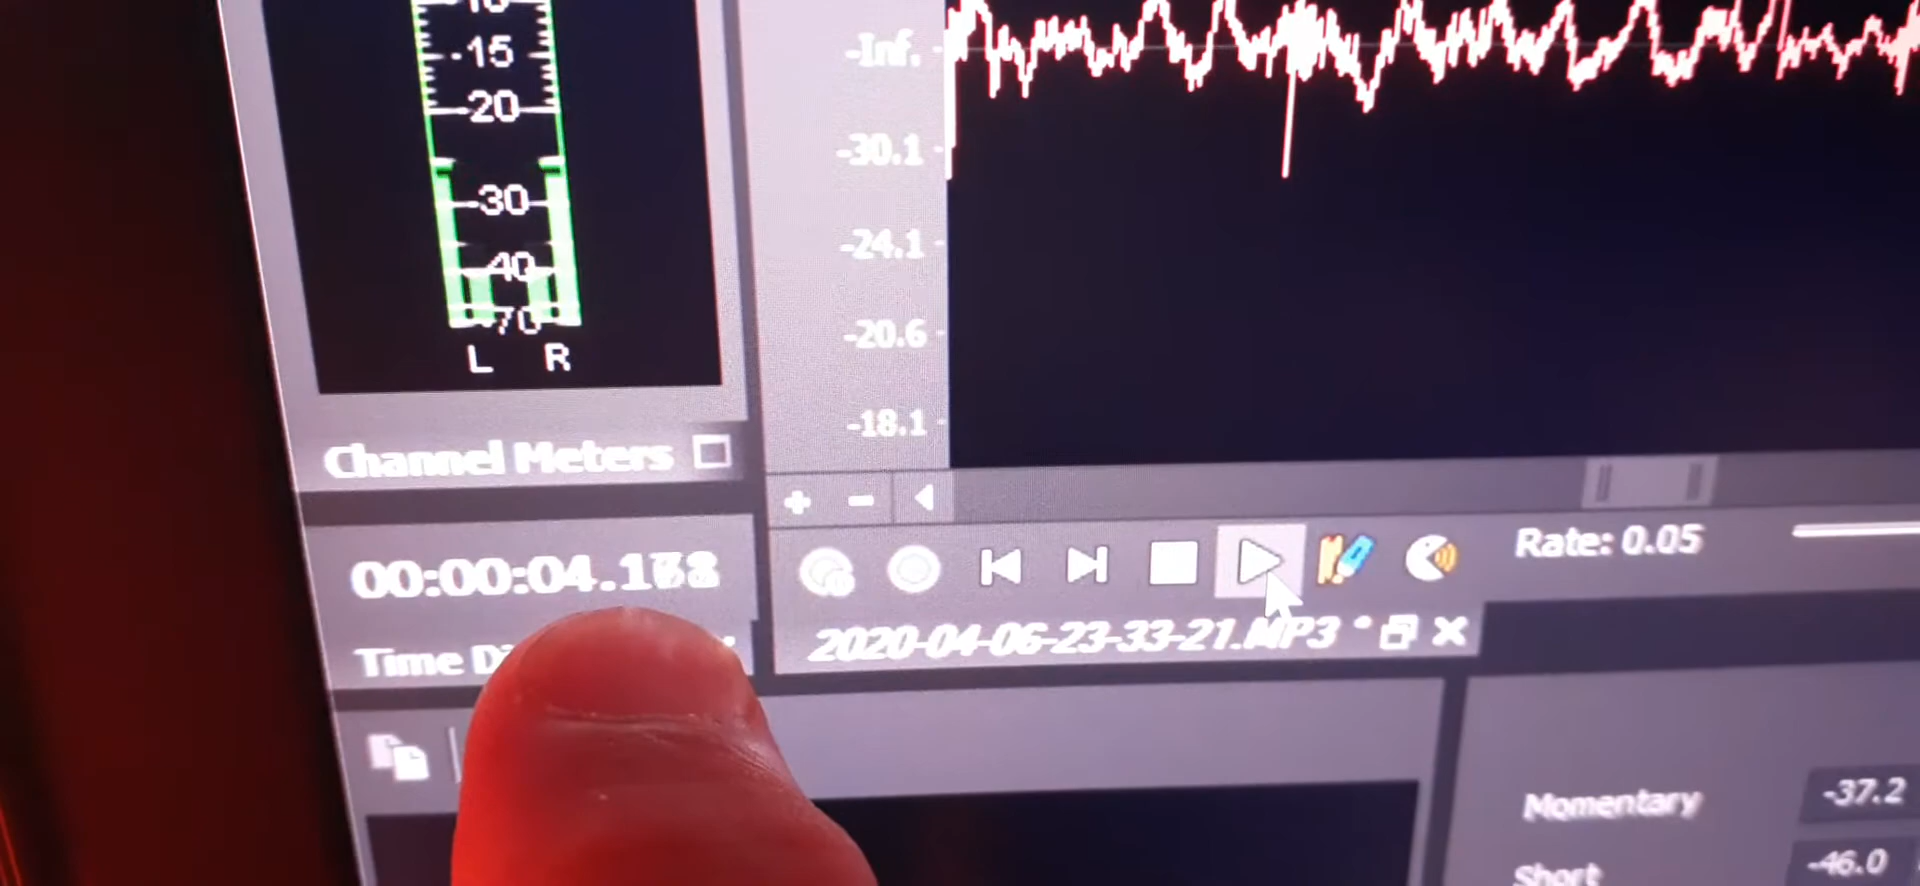 -15
-20
-30
-40
-70
L R
-Inf.
-30.1
-24.1
-20.6
-18.1
Channel Meters
00:00:04.1
Rate: 0.05
2020-04-06-23-33-21.MP3 *
Time
Momentary -37.2
Short -46.0